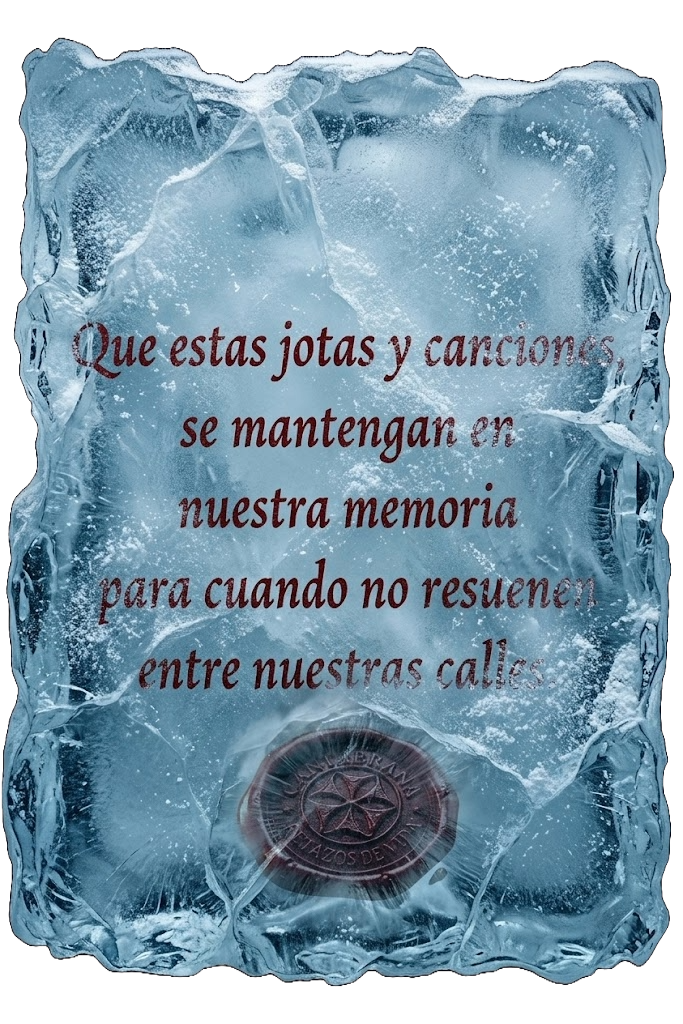 Que estas jotas y canciones,
se mantengan en
nuestra memoria
para cuando no resuenen
entre nuestras calles.